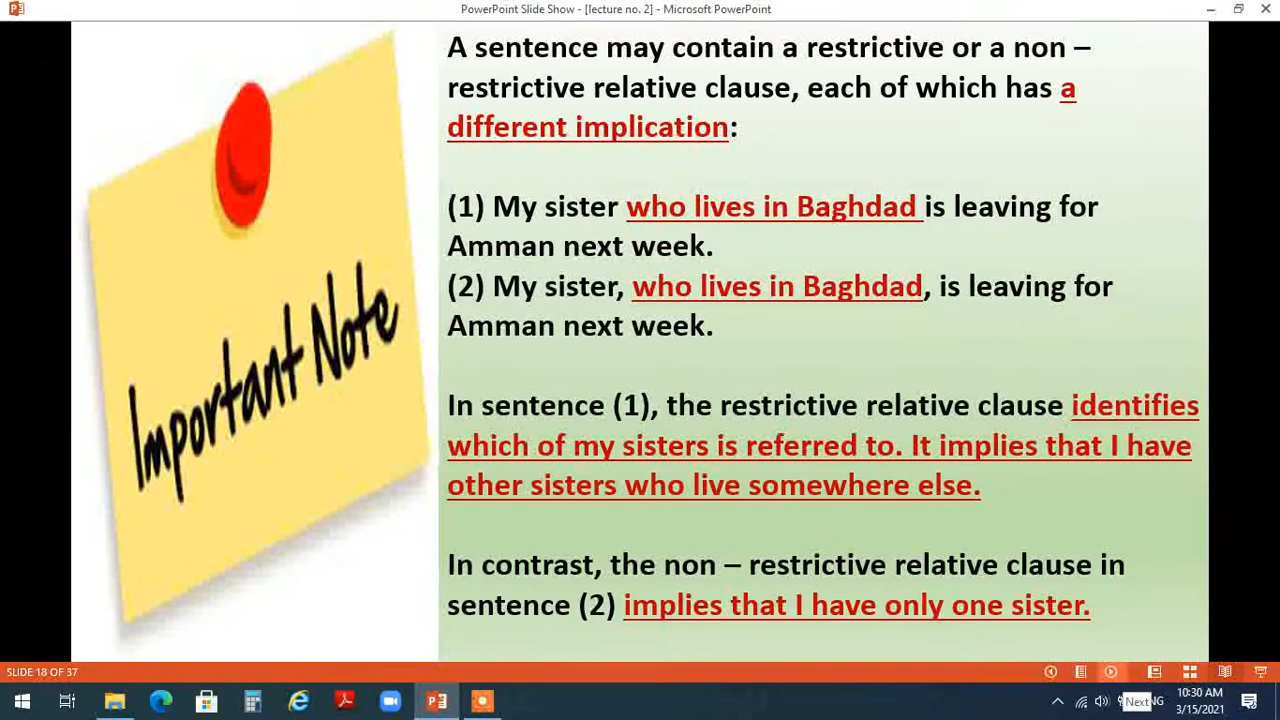 PowerPoint Slide Show - [lecture no. 2] - Microsoft PowerPoint
A sentence may contain a restrictive or a non –
restrictive relative clause, each of which has a
different implication:
(1) My sister who lives in Baghdad is leaving for
Amman next week.
(2) My sister, who lives in Baghdad, is leaving for
Amman next week.
Important Note
In sentence (1), the restrictive relative clause identifies
which of my sisters is referred to. It implies that I have
other sisters who live somewhere else.
In contrast, the non – restrictive relative clause in
sentence (2) implies that I have only one sister.
SLIDE 18 OF 37
10:30 AM
Next
3/15/2021